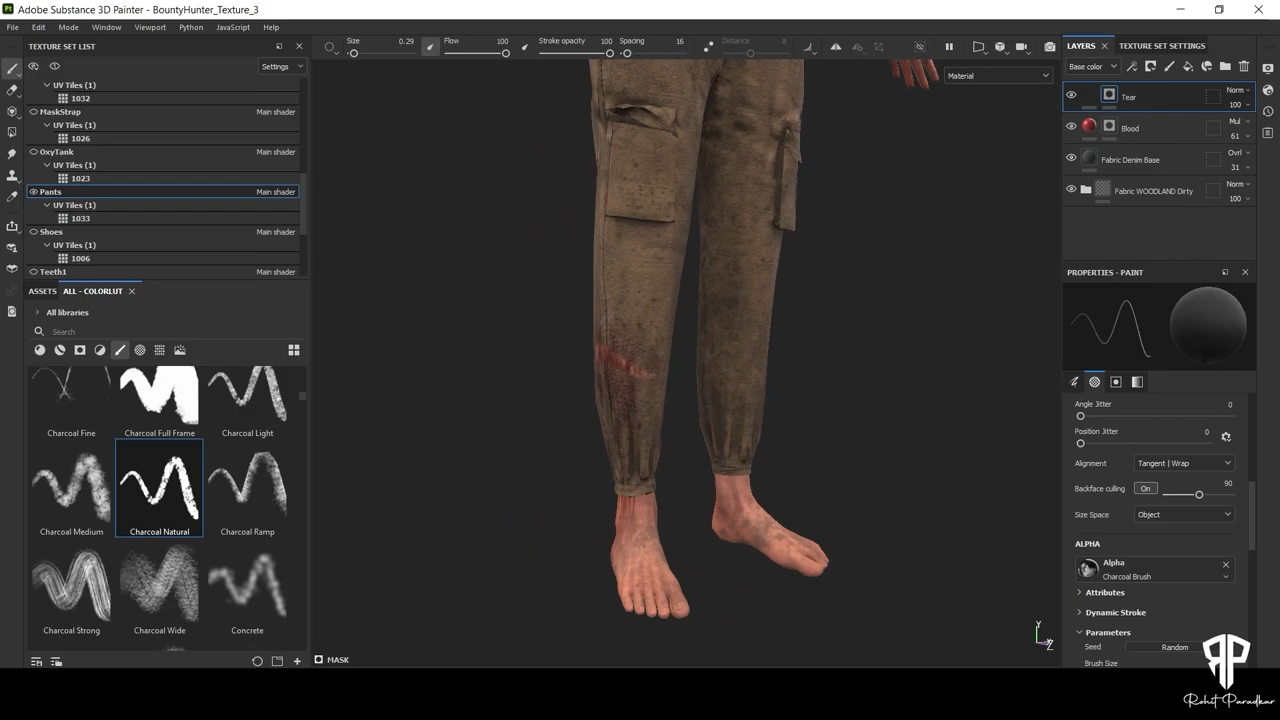 Pt Adobe Substance 3D Painter - BountyHunter_Texture_3
File Edit Mode Window Viewport Python JavaScript Help
TEXTURE SET LIST
Settings
UV Tiles (1)
1032
MaskStrap Main shader
UV Tiles (1)
1026
OxyTank Main shader
UV Tiles (1)
1023
Pants Main shader
UV Tiles (1)
1033
Shoes Main shader
UV Tiles (1)
1006
Teeth1 Main shader
ASSETS ALL - COLORLUT
All libraries
Search
Charcoal Fine Charcoal Full Frame Charcoal Light
Charcoal Medium Charcoal Natural Charcoal Ramp
Charcoal Strong Charcoal Wide Concrete
Size 0.29 Flow 100 Stroke opacity 100 Spacing 16 Distance 8
Material
MASK
Y
Z
LAYERS TEXTURE SET SETTINGS
Base color
Tear Norm
100
Blood Mul
61
Fabric Denim Base Ovrl
31
Fabric WOODLAND Dirty Norm
100
PROPERTIES - PAINT
Angle Jitter 0
Position Jitter 0
Alignment Tangent | Wrap
Backface culling On 90
Size Space Object
ALPHA
Alpha
Charcoal Brush
Attributes
Dynamic Stroke
Parameters
Seed Random
Brush Size
Rohit Paradkar